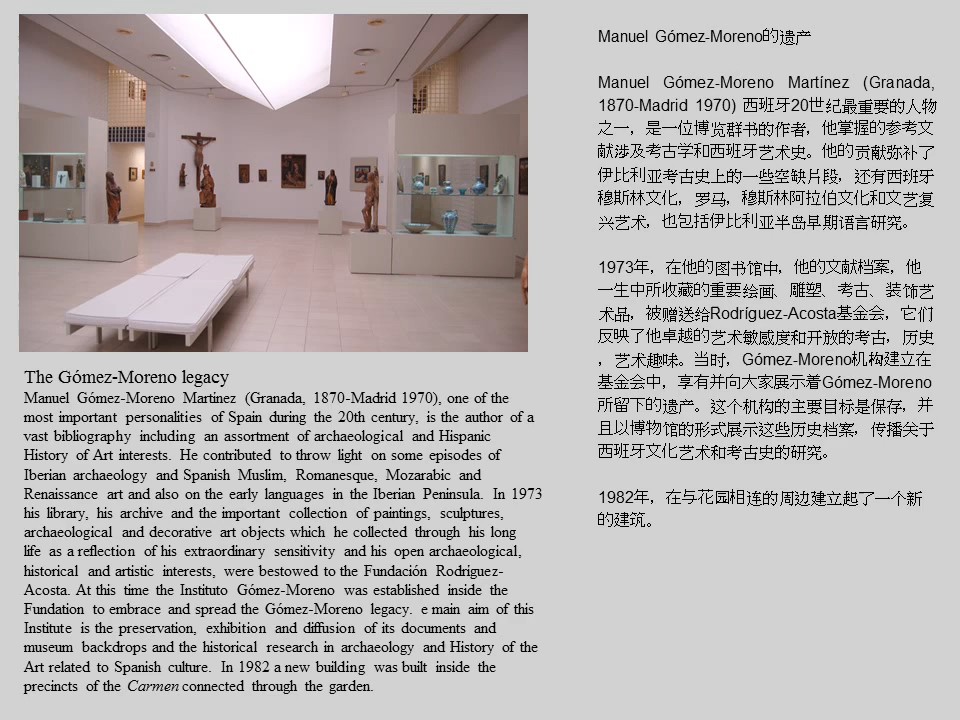 The Gómez-Moreno legacy
Manuel Gómez-Moreno Martínez (Granada, 1870-Madrid 1970), one of the
most important personalities of Spain during the 20th century, is the author of a
vast bibliography including an assortment of archaeological and Hispanic
History of Art interests. He contributed to throw light on some episodes of
Iberian archaeology and Spanish Muslim, Romanesque, Mozarabic and
Renaissance art and also on the early languages in the Iberian Peninsula. In 1973
his library, his archive and the important collection of paintings, sculptures,
archaeological and decorative art objects which he collected through his long
life as a reflection of his extraordinary sensitivity and his open archaeological,
historical and artistic interests, were bestowed to the Fundación Rodríguez-
Acosta. At this time the Instituto Gómez-Moreno was established inside the
Fundation to embrace and spread the Gómez-Moreno legacy. e main aim of this
Institute is the preservation, exhibition and diffusion of its documents and
museum backdrops and the historical research in archaeology and History of the
Art related to Spanish culture. In 1982 a new building was built inside the
precincts of the Carmen connected through the garden.
Manuel Gómez-Moreno的遗产
Manuel Gómez-Moreno Martínez (Granada,
1870-Madrid 1970) 西班牙20世纪最重要的人物
之一，是一位博览群书的作者，他掌握的参考文
献涉及考古学和西班牙艺术史。他的贡献弥补了
伊比利亚考古史上的一些空缺片段，还有西班牙
穆斯林文化，罗马，穆斯林阿拉伯文化和文艺复
兴艺术，也包括伊比利亚半岛早期语言研究。
1973年，在他的图书馆中，他的文献档案，他
一生中所收藏的重要绘画、雕塑、考古、装饰艺
术品，被赠送给Rodríguez-Acosta基金会，它们
反映了他卓越的艺术敏感度和开放的考古，历史
，艺术趣味。当时，Gómez-Moreno机构建立在
基金会中，享有并向大家展示着Gómez-Moreno
所留下的遗产。这个机构的主要目标是保存，并
且以博物馆的形式展示这些历史档案，传播关于
西班牙文化艺术和考古史的研究。
1982年，在与花园相连的周边建立起了一个新
的建筑。